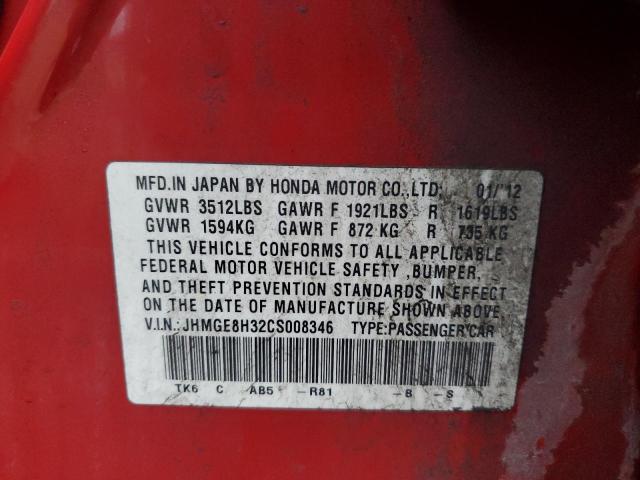 MFD.IN JAPAN BY HONDA MOTOR CO.,LTD: 01/'12
GVWR 3512LBS GAWR F 1921LBS R 1619LBS
GVWR 1594KG GAWR F 872 KG R 735 KG
THIS VEHICLE CONFORMS TO ALL APPLICABLE
FEDERAL MOTOR VEHICLE SAFETY ,BUMPER,
AND THEFT PREVENTION STANDARDS IN EFFECT
ON THE DATE OF MANUFACTURE SHOWN ABOVE.
V.I.N.: JHMGE8H32CS008346 TYPE:PASSENGER CAR
TK6 C AB5 –R81 –B –S